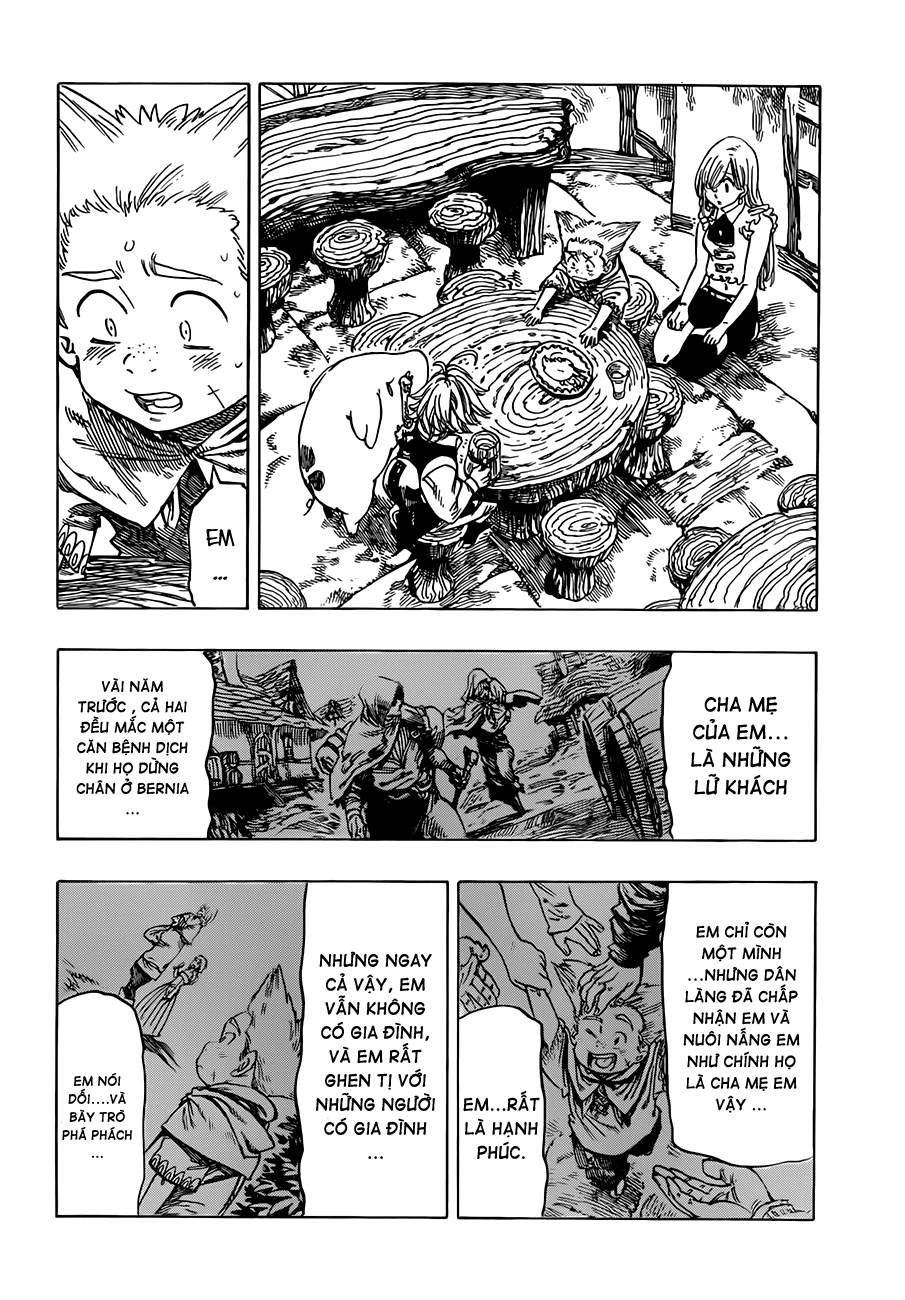 EM
...
CHA MẸ
CỦA EM...
LÀ NHỮNG
LỮ KHÁCH
VÀI NĂM
TRƯỚC , CẢ HAI
ĐỀU MẮC MỘT
CĂN BỆNH DỊCH
KHI HỌ DỪNG
CHÂN Ở BERNIA
...
EM CHỈ CÒN
MỘT MÌNH
...NHƯNG DÂN
LÀNG ĐÃ CHẤP
NHẬN EM VÀ
NUÔI NẤNG EM
NHƯ CHÍNH HỌ
LÀ CHA MẸ EM
VẬY ...
EM...RẤT
LÀ HẠNH
PHÚC.
NHƯNG NGAY
CẢ VẬY, EM
VẪN KHÔNG
CÓ GIA ĐÌNH,
VÀ EM RẤT
GHEN TỊ VỚI
NHỮNG NGƯỜI
CÓ GIA ĐÌNH
...
EM NÓI
DỐI....VÀ
BÀY TRÒ
PHÁ PHÁCH
...